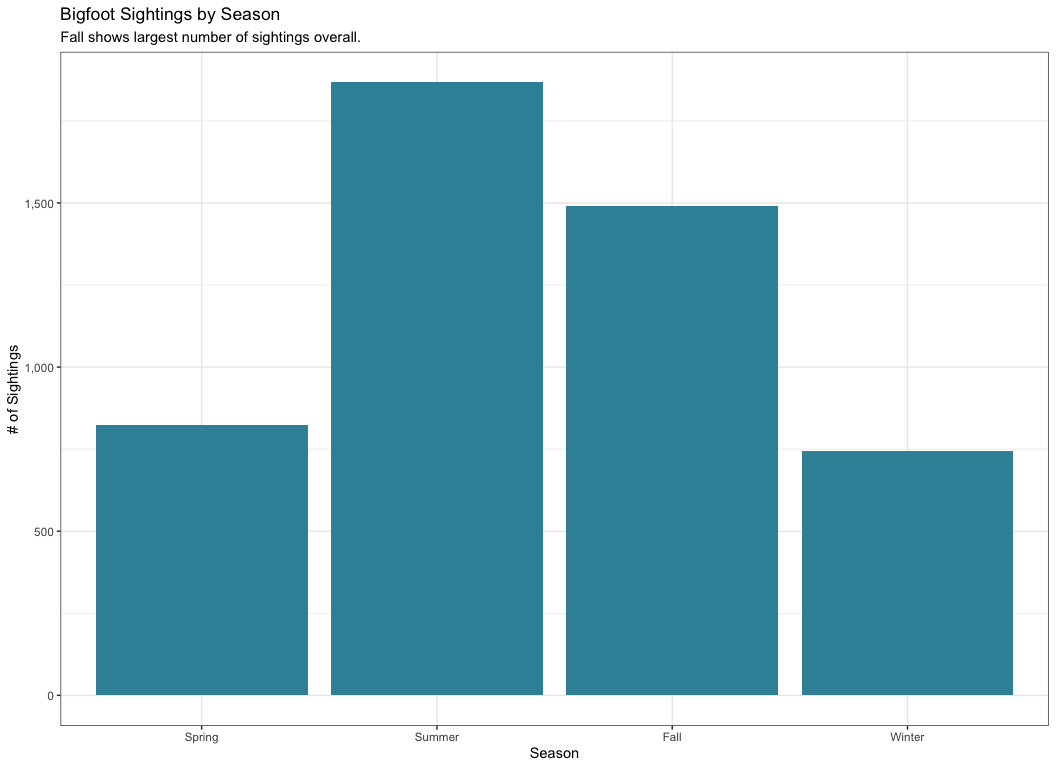 Bigfoot Sightings by Season
Fall shows largest number of sightings overall.
# of Sightings
1,500
1,000
500
0
Spring
Summer
Fall
Winter
Season